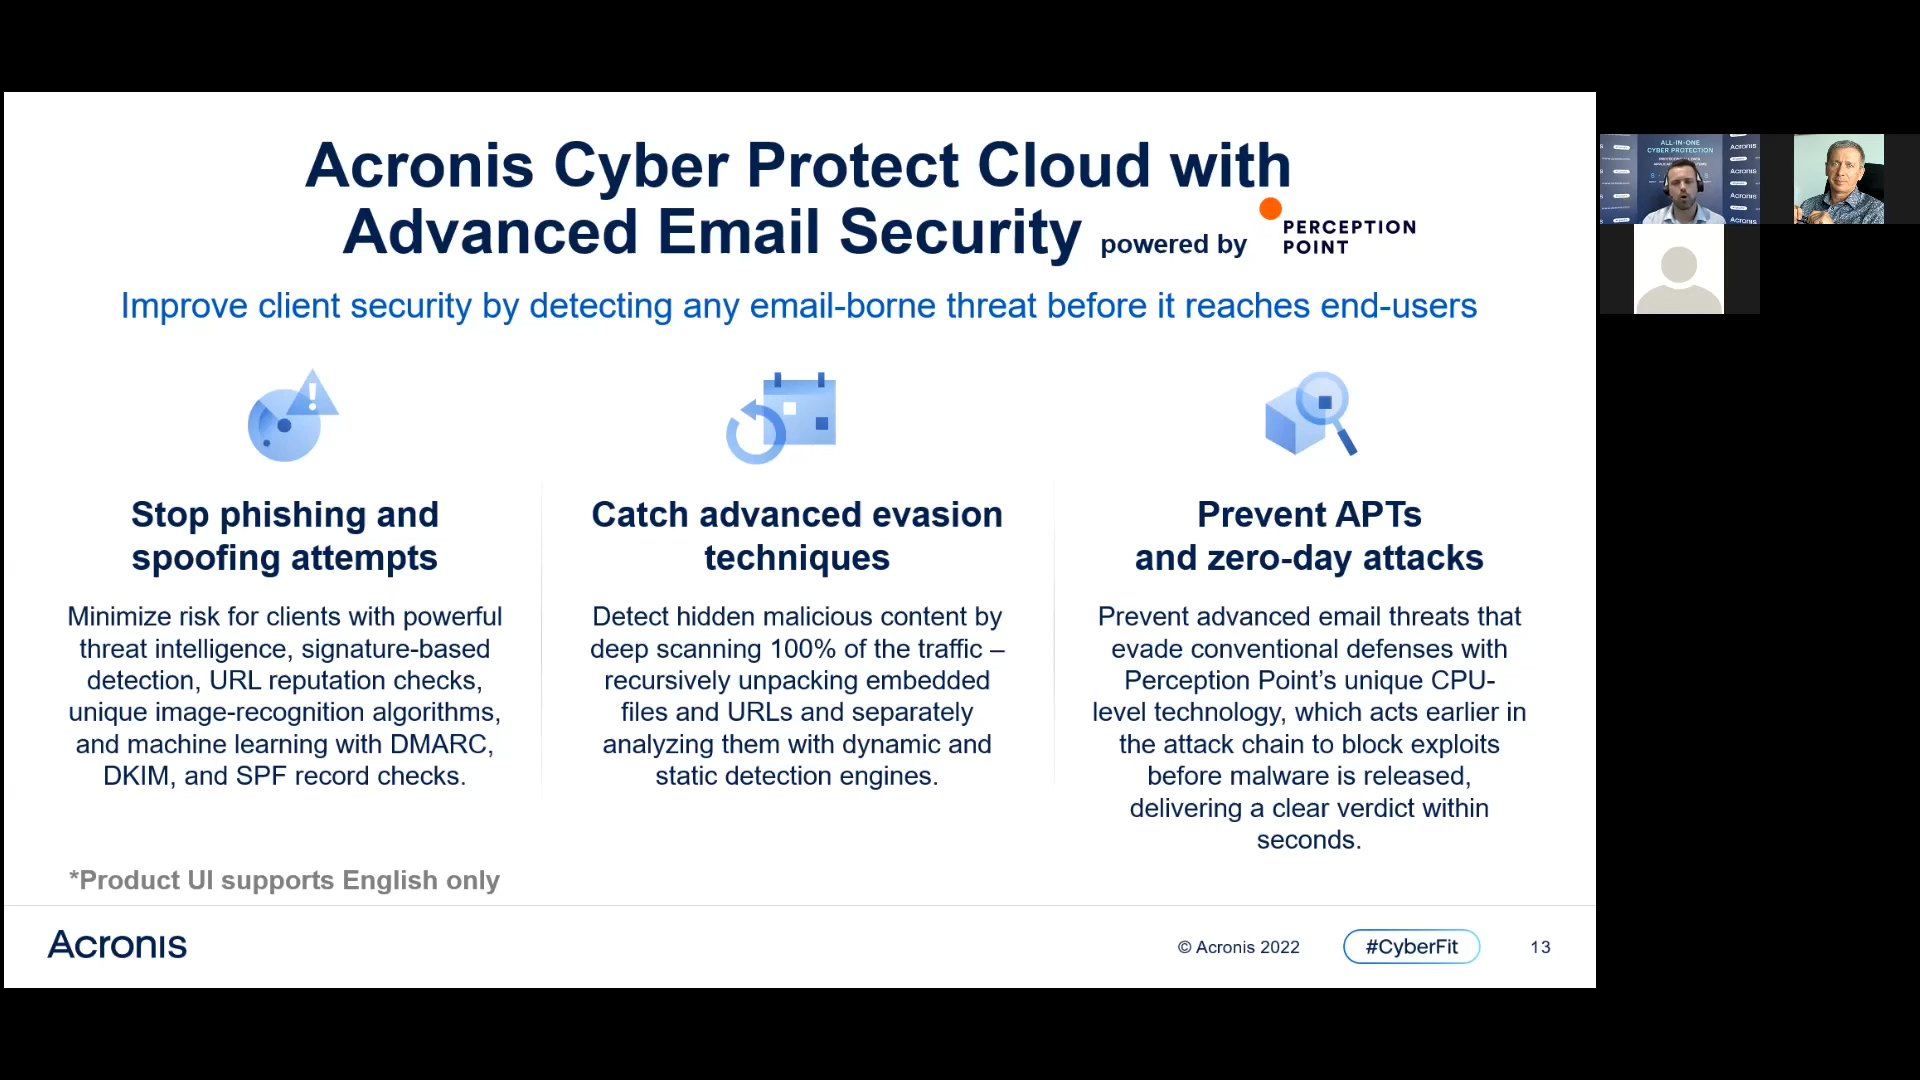 Acronis Cyber Protect Cloud with
Advanced Email Security powered by PERCEPTION
POINT
Improve client security by detecting any email-borne threat before it reaches end-users
Stop phishing and
spoofing attempts
Minimize risk for clients with powerful
threat intelligence, signature-based
detection, URL reputation checks,
unique image-recognition algorithms,
and machine learning with DMARC,
DKIM, and SPF record checks.
Catch advanced evasion
techniques
Detect hidden malicious content by
deep scanning 100% of the traffic –
recursively unpacking embedded
files and URLs and separately
analyzing them with dynamic and
static detection engines.
Prevent APTs
and zero-day attacks
Prevent advanced email threats that
evade conventional defenses with
Perception Point’s unique CPU-
level technology, which acts earlier in
the attack chain to block exploits
before malware is released,
delivering a clear verdict within
seconds.
*Product UI supports English only
Acronis
© Acronis 2022
#CyberFit
13
ALL-IN-ONE
CYBER PROTECTION
Acronis
Acronis
Acronis
Acronis